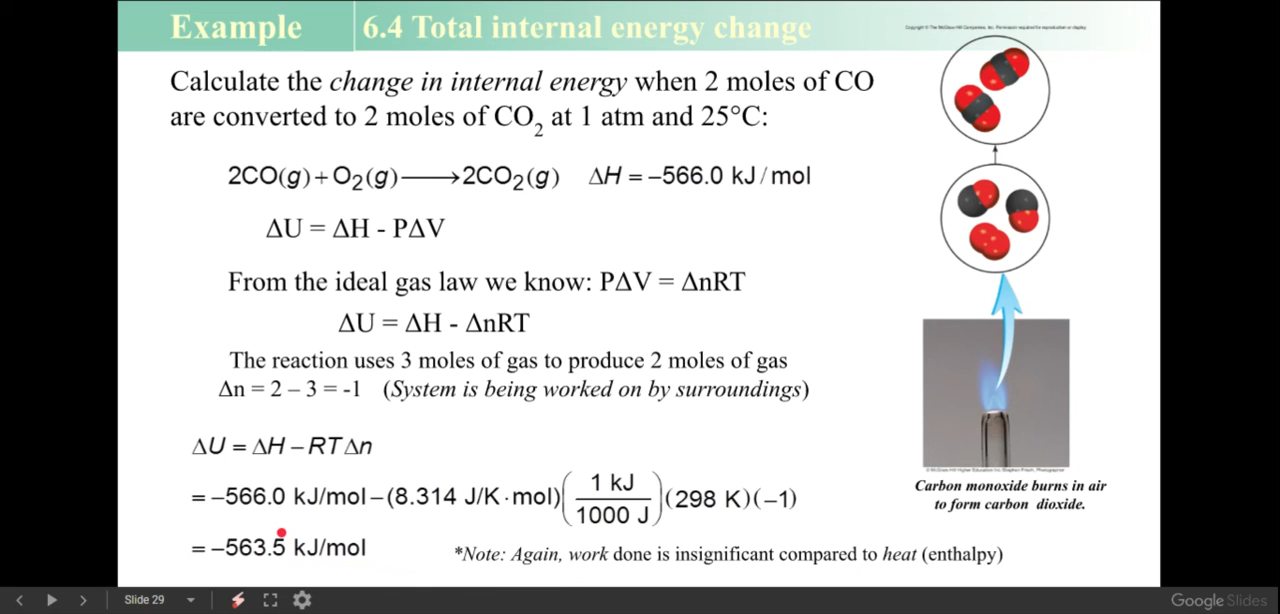 Example
6.4 Total internal energy change
Copyright © The McGraw-Hill Companies, Inc. Permission required for reproduction or display.
Calculate the change in internal energy when 2 moles of CO
are converted to 2 moles of CO₂ at 1 atm and 25°C:
2CO(g)+O₂(g)⟶2CO₂(g) ΔH = –566.0 kJ/mol
ΔU = ΔH - PΔV
From the ideal gas law we know: PΔV = ΔnRT
ΔU = ΔH - ΔnRT
The reaction uses 3 moles of gas to produce 2 moles of gas
Δn = 2 – 3 = -1 (System is being worked on by surroundings)
ΔU = ΔH – RTΔn
= –566.0 kJ/mol – (8.314 J/K·mol)(1 kJ/1000 J)(298 K)(–1)
= –563.5 kJ/mol
*Note: Again, work done is insignificant compared to heat (enthalpy)
© McGraw-Hill Higher Education Inc./Stephen Frisch, Photographer
Carbon monoxide burns in air
to form carbon dioxide.
Slide 29
Google Slides